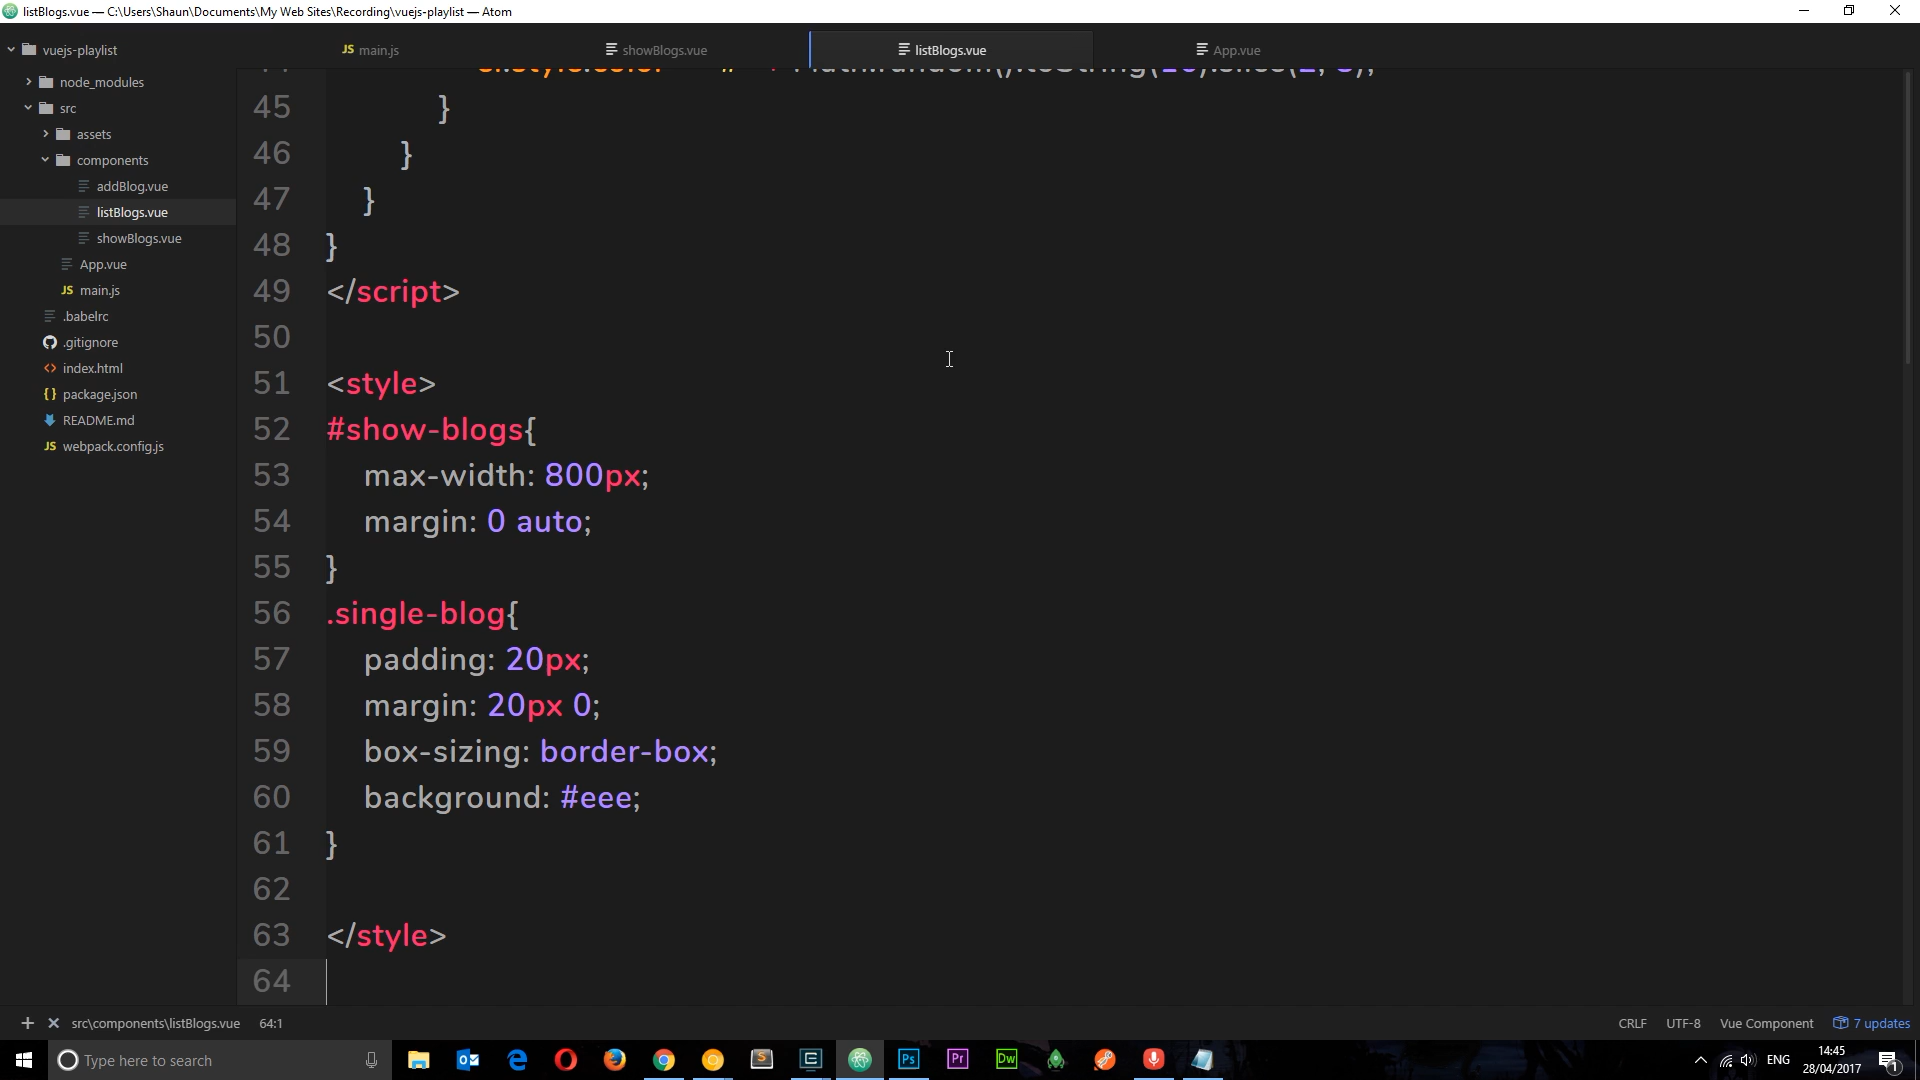 listBlogs.vue — C:\Users\Shaun\Documents\My Web Sites\Recording\vuejs-playlist — Atom
vuejs-playlist
node_modules
src
assets
components
addBlog.vue
listBlogs.vue
showBlogs.vue
App.vue
JS main.js
.babelrc
.gitignore
index.html
package.json
README.md
JS webpack.config.js
JS main.js
showBlogs.vue
listBlogs.vue
App.vue
45 }
46 }
47 }
48 }
49 </script>
50
51 <style>
52 #show-blogs{
53 max-width: 800px;
54 margin: 0 auto;
55 }
56 .single-blog{
57 padding: 20px;
58 margin: 20px 0;
59 box-sizing: border-box;
60 background: #eee;
61 }
62
63 </style>
64
src\components\listBlogs.vue 64:1
CRLF UTF-8 Vue Component 7 updates
Type here to search
ENG
14:45
28/04/2017